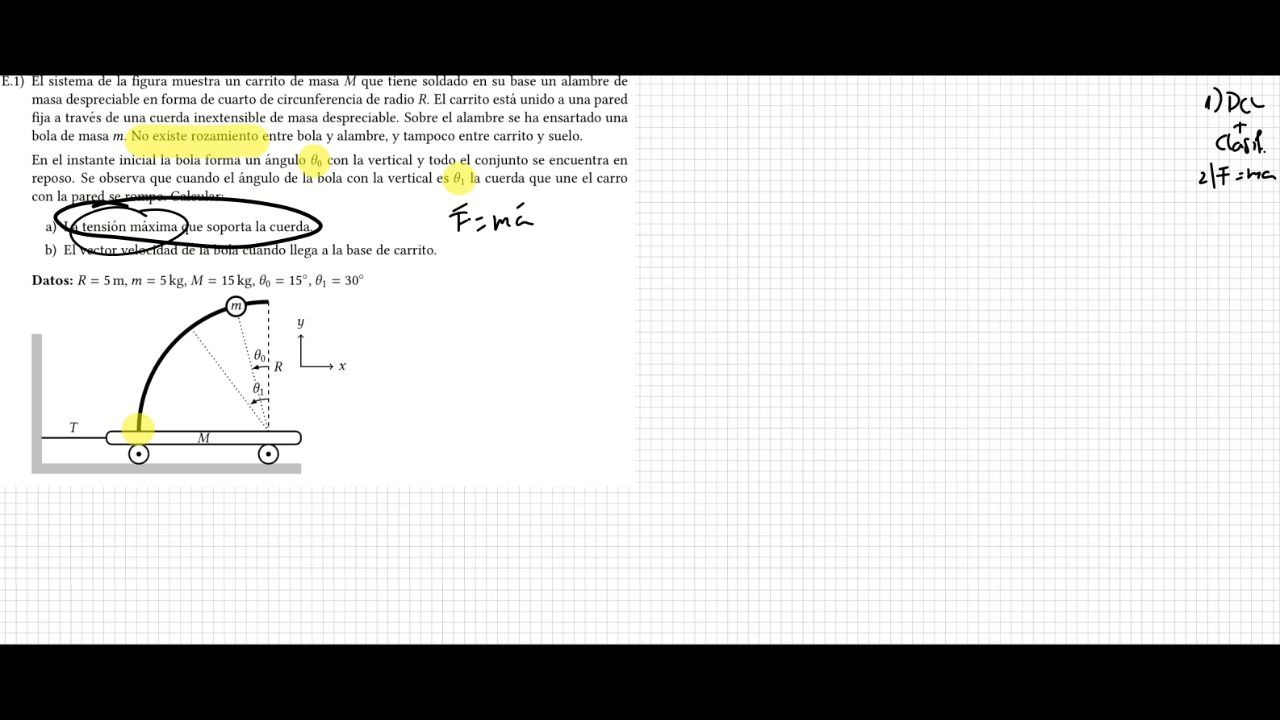 E.1) El sistema de la figura muestra un carrito de masa M que tiene soldado en su base un alambre de
masa despreciable en forma de cuarto de circunferencia de radio R. El carrito está unido a una pared
fija a través de una cuerda inextensible de masa despreciable. Sobre el alambre se ha ensartado una
bola de masa m. No existe rozamiento entre bola y alambre, y tampoco entre carrito y suelo.
En el instante inicial la bola forma un ángulo θ₀ con la vertical y todo el conjunto se encuentra en
reposo. Se observa que cuando el ángulo de la bola con la vertical es θ₁ la cuerda que une el carro
con la pared se rompe. Calcular:
a) La tensión máxima que soporta la cuerda.
b) El vector velocidad de la bola cuando llega a la base de carrito.
Datos: R = 5 m, m = 5 kg, M = 15 kg, θ₀ = 15°, θ₁ = 30°
m
y
θ₀
R
x
θ₁
T
M
F = ma
1) DCL
+
Clasif.
2) F = ma